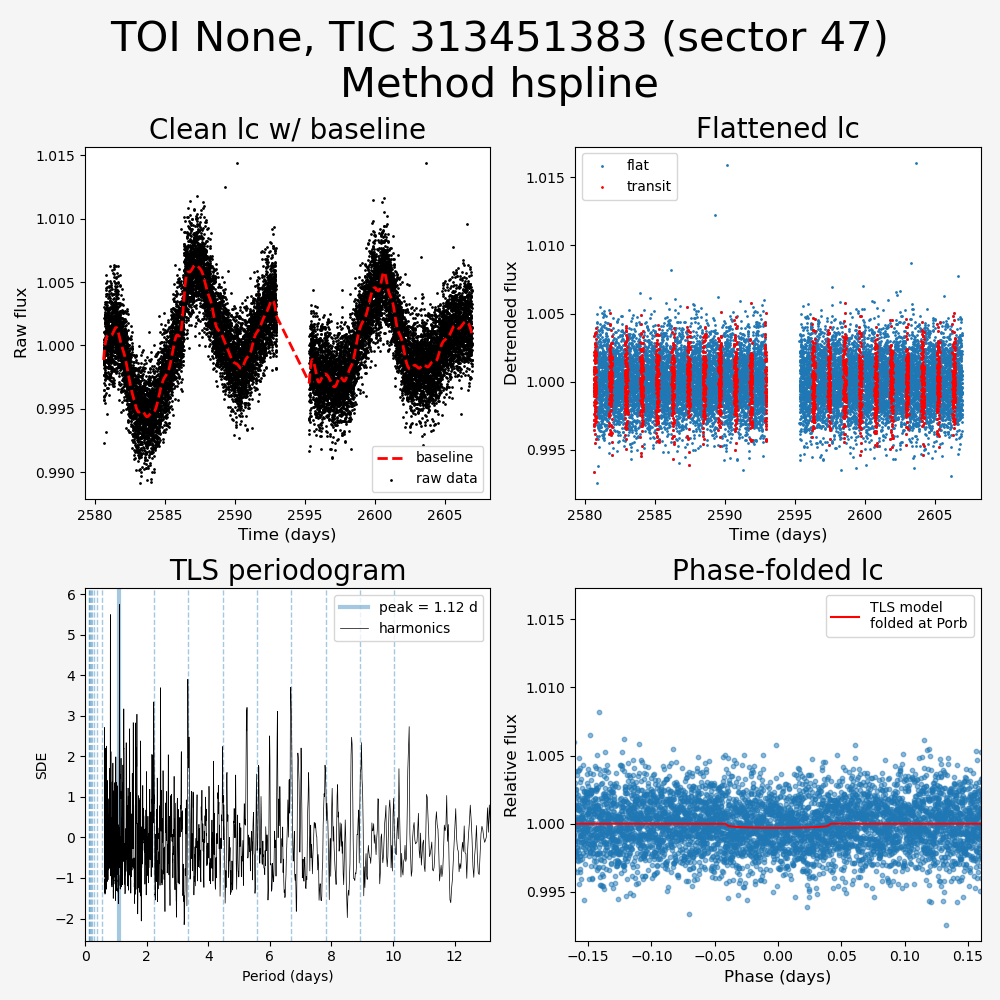 TOI None, TIC 313451383 (sector 47)
Method hspline
Clean lc w/ baseline
Raw flux
1.015
1.010
1.005
1.000
0.995
0.990
baseline
raw data
2580
2585
2590
2595
2600
2605
Time (days)
Flattened lc
Detrended flux
1.015
1.010
1.005
1.000
0.995
flat
transit
2580
2585
2590
2595
2600
2605
Time (days)
TLS periodogram
SDE
6
5
4
3
2
1
0
−1
−2
peak = 1.12 d
harmonics
0
2
4
6
8
10
12
Period (days)
Phase-folded lc
Relative flux
1.015
1.010
1.005
1.000
0.995
TLS model
folded at Porb
−0.15
−0.10
−0.05
0.00
0.05
0.10
0.15
Phase (days)